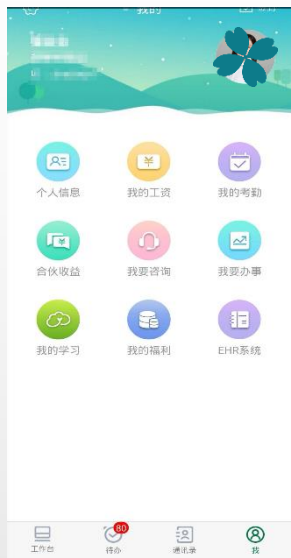 我的
个人信息
我的工资
我的考勤
合伙收益
我要咨询
我要办事
我的学习
我的福利
EHR系统
80
工作台
待办
通讯录
我